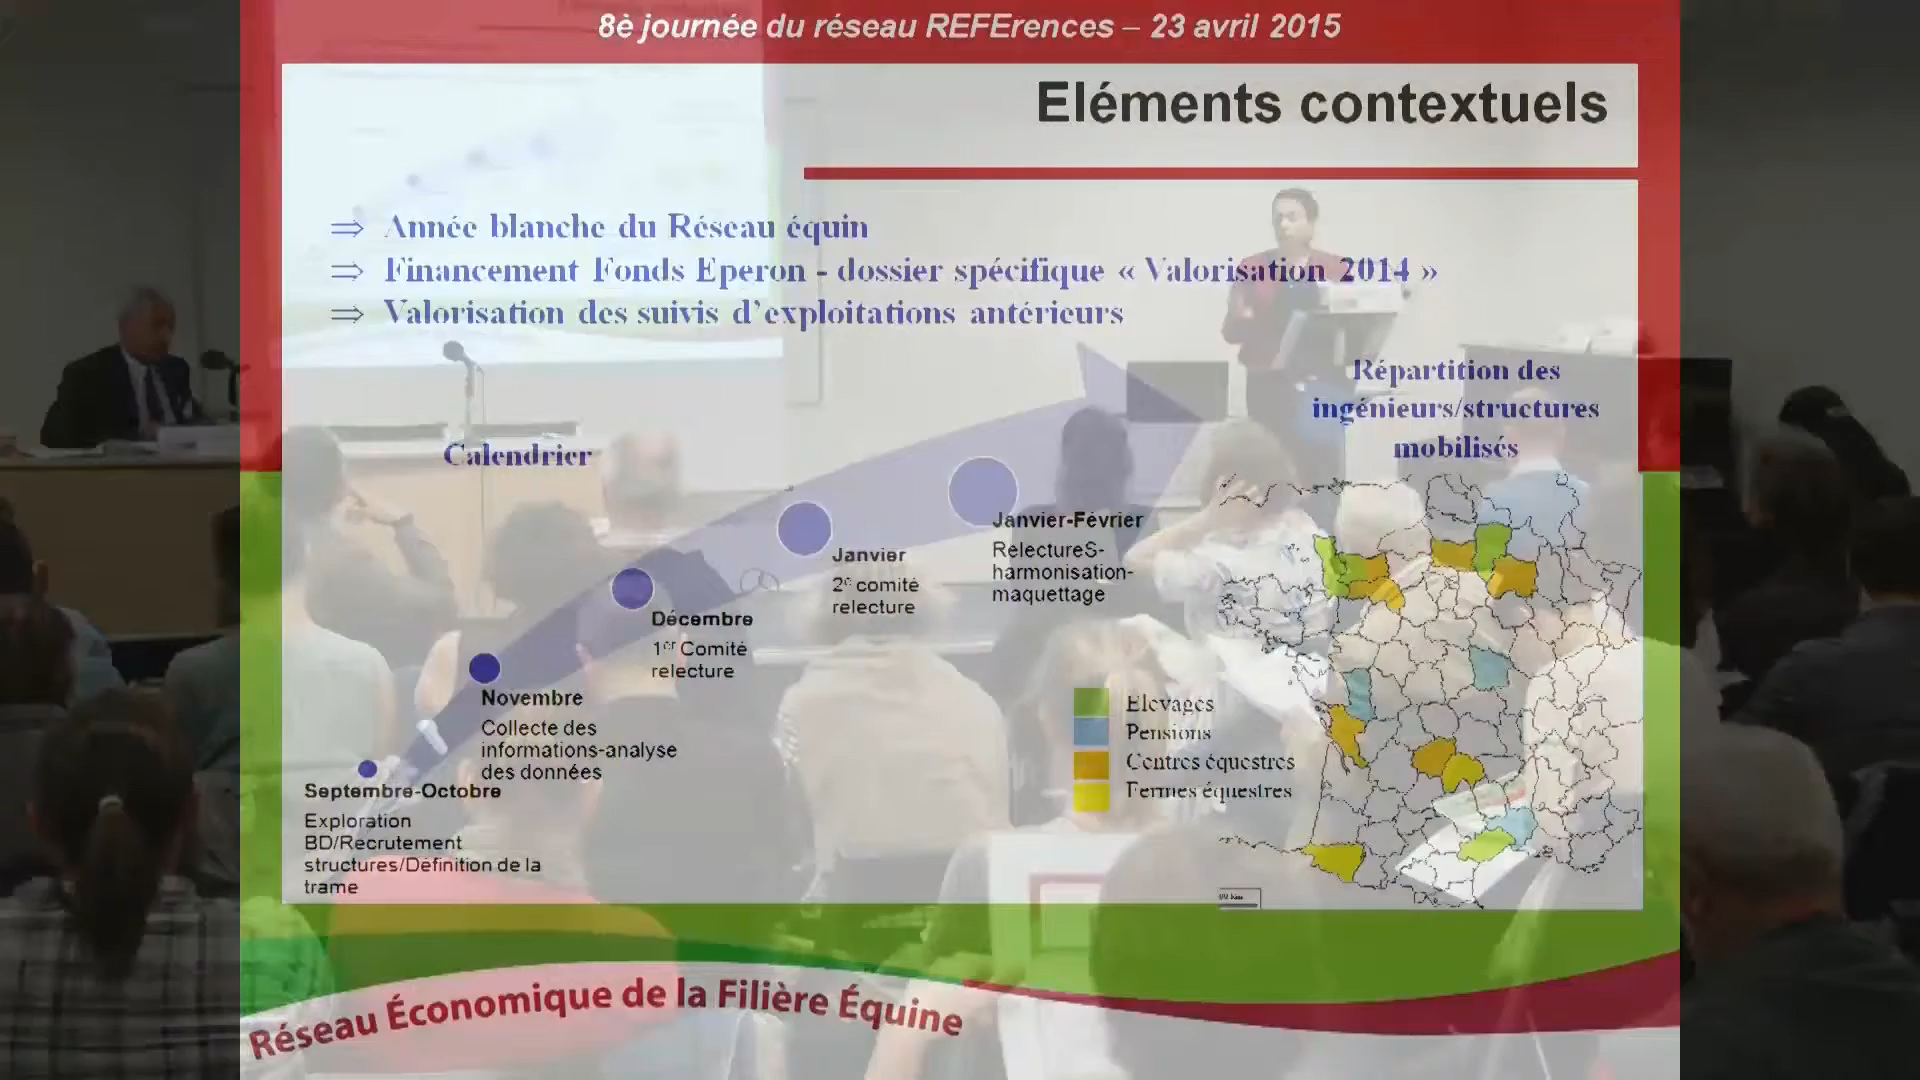 8è journée du réseau REFErences – 23 avril 2015
Eléments contextuels
⇒ Année blanche du Réseau équin
⇒ Financement Fonds Eperon - dossier spécifique « Valorisation 2014 »
⇒ Valorisation des suivis d'exploitations antérieurs
Répartition des
ingénieurs/structures
mobilisés
Calendrier
Janvier-Février
RelectureS-
harmonisation-
maquettage
Janvier
2e comité
relecture
Décembre
1er Comité
relecture
Novembre
Collecte des
informations-analyse
des données
Septembre-Octobre
Exploration
BD/Recrutement
structures/Définition de la
trame
Elevages
Pensions
Centres équestres
Fermes équestres
Réseau Économique de la Filière Équine